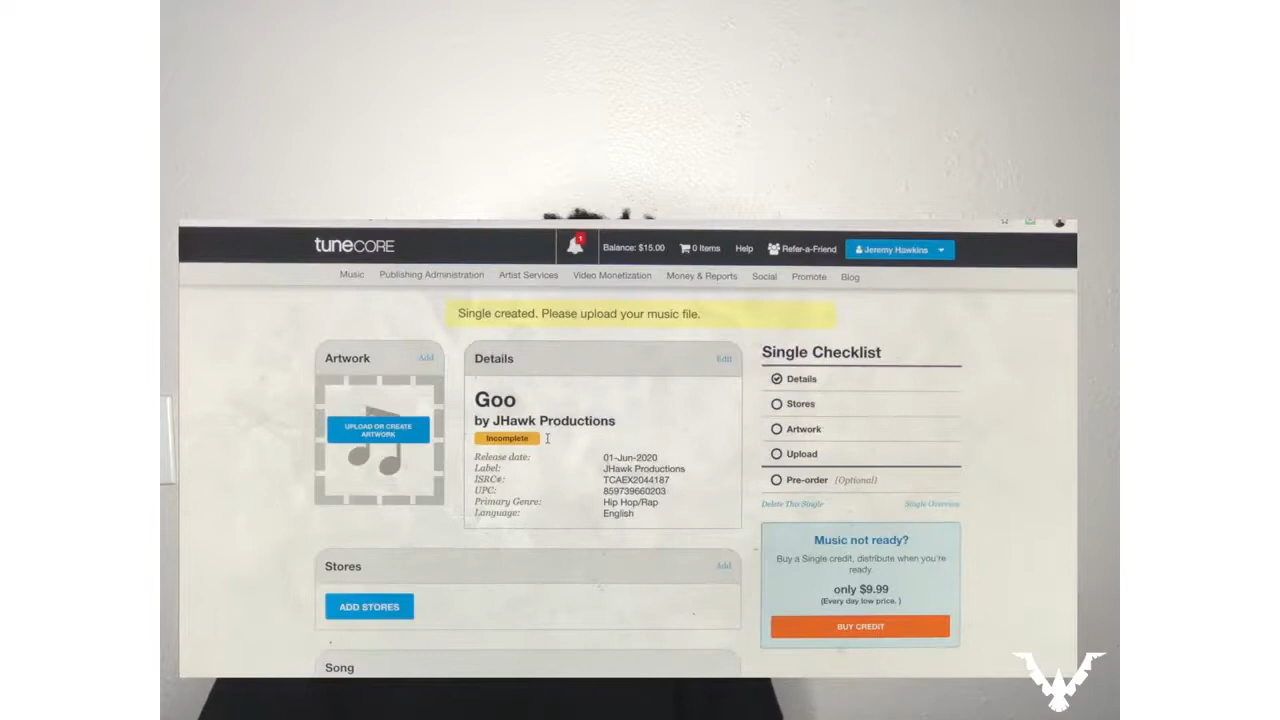 tuneCORE
1
Balance: $15.00
0 Items
Help
Refer-a-Friend
Jeremy Hawkins
Music
Publishing Administration
Artist Services
Video Monetization
Money & Reports
Social
Promote
Blog
Single created. Please upload your music file.
Artwork
Add
UPLOAD OR CREATE
ARTWORK
Details
Edit
Goo
by JHawk Productions
Incomplete
Release date: 01-Jun-2020
Label: JHawk Productions
ISRC#: TCAEX2044187
UPC: 859739660203
Primary Genre: Hip Hop/Rap
Language: English
Stores
Add
ADD STORES
Song
Single Checklist
Details
Stores
Artwork
Upload
Pre-order (Optional)
Delete This Single
Single Overview
Music not ready?
Buy a Single credit, distribute when you're
ready.
only $9.99
(Every day low price. )
BUY CREDIT